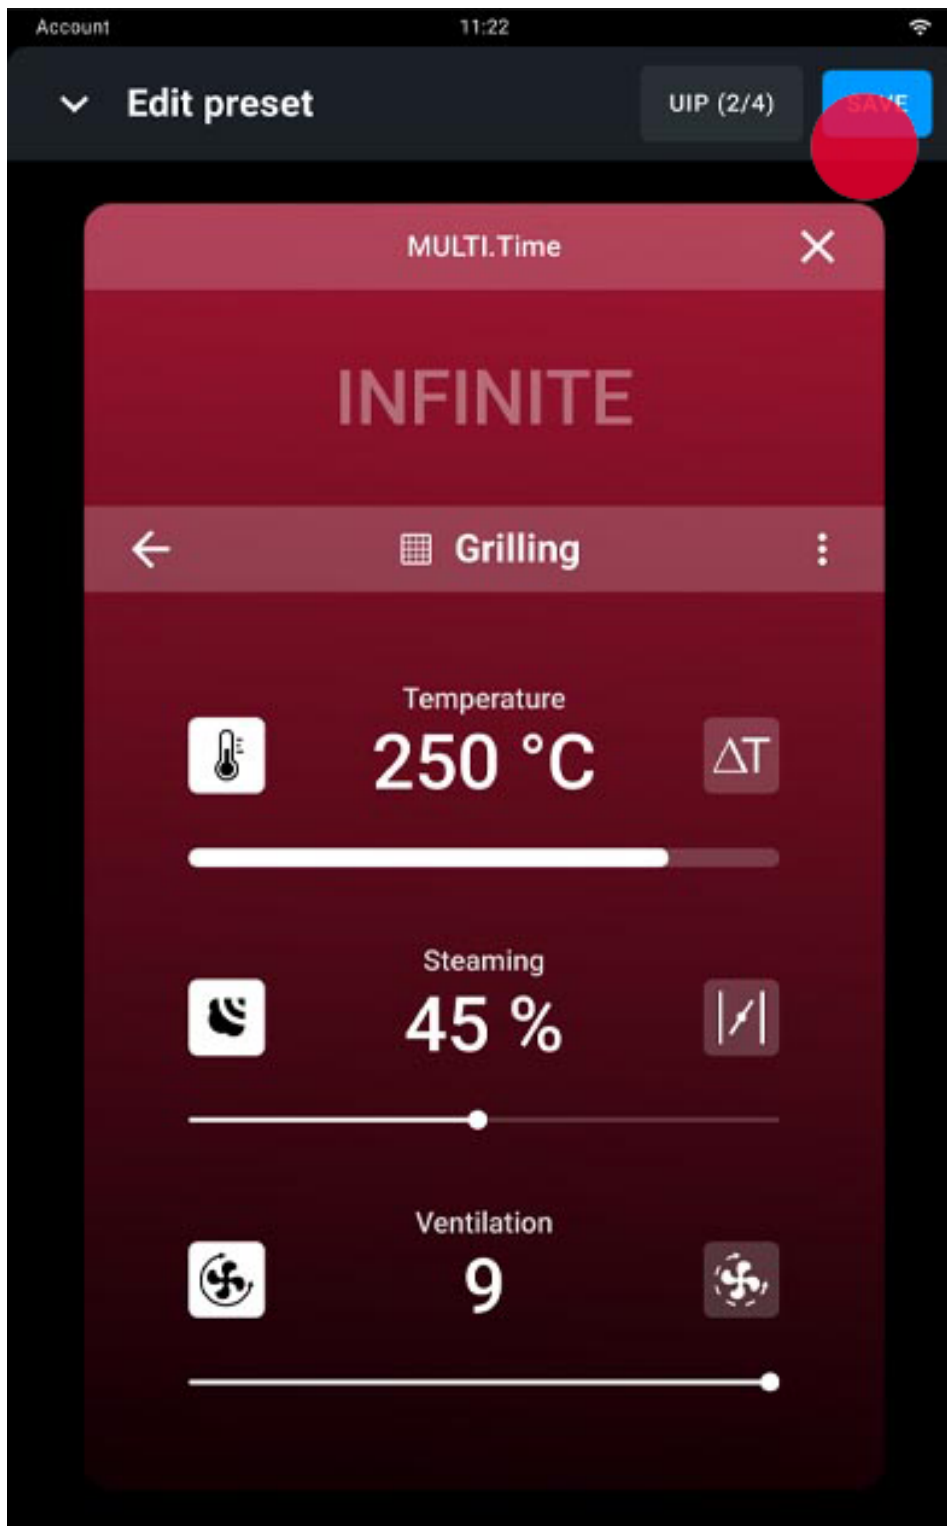 Account 11:22
Edit preset UIP (2/4) SAVE
MULTI.Time
INFINITE
Grilling
Temperature
250 °C ΔT
Steaming
45 %
Ventilation
9